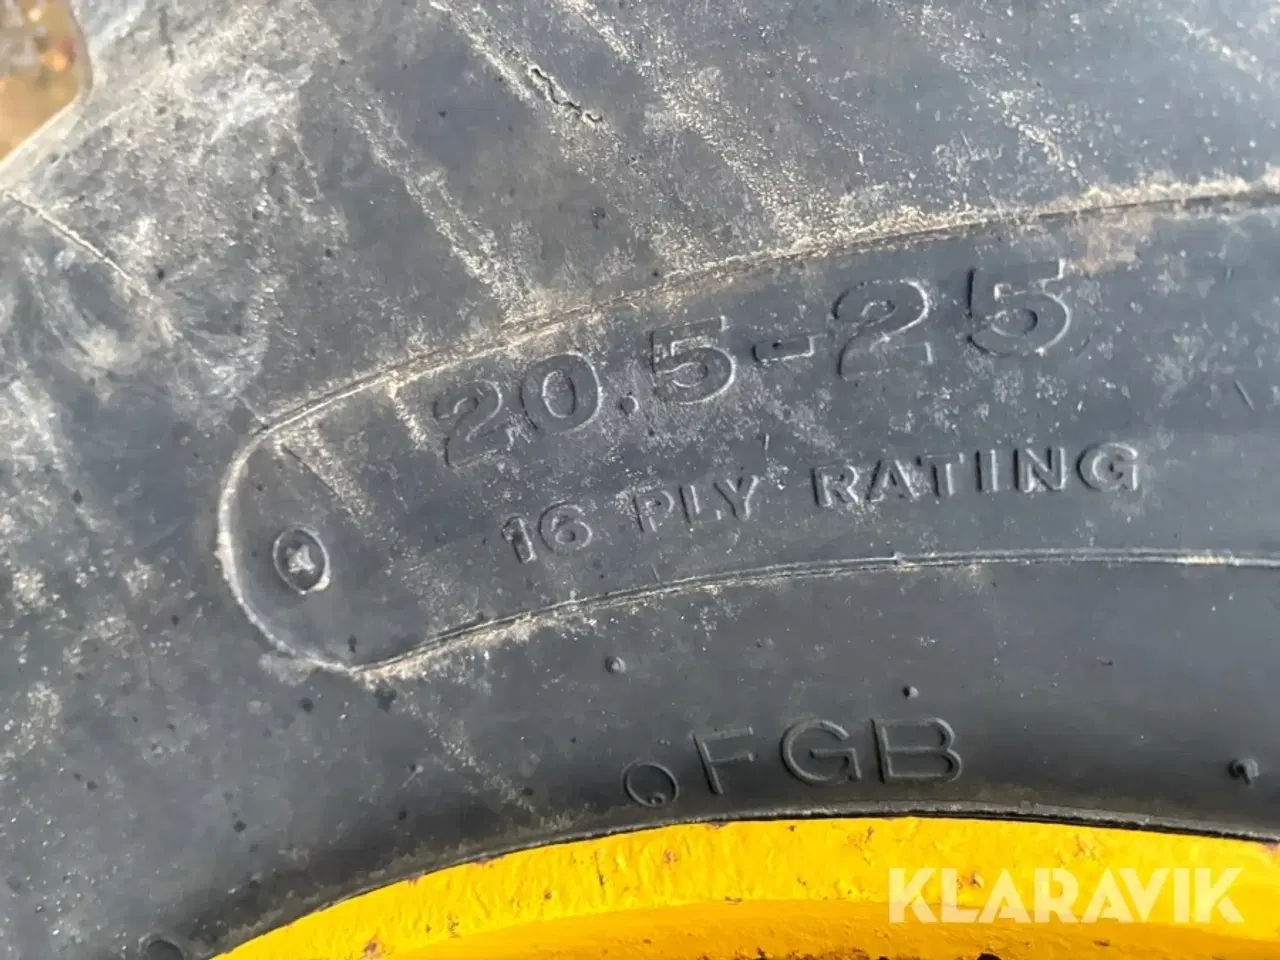 20.5-25
16 PLY RATING
FGB
KLARAVIK